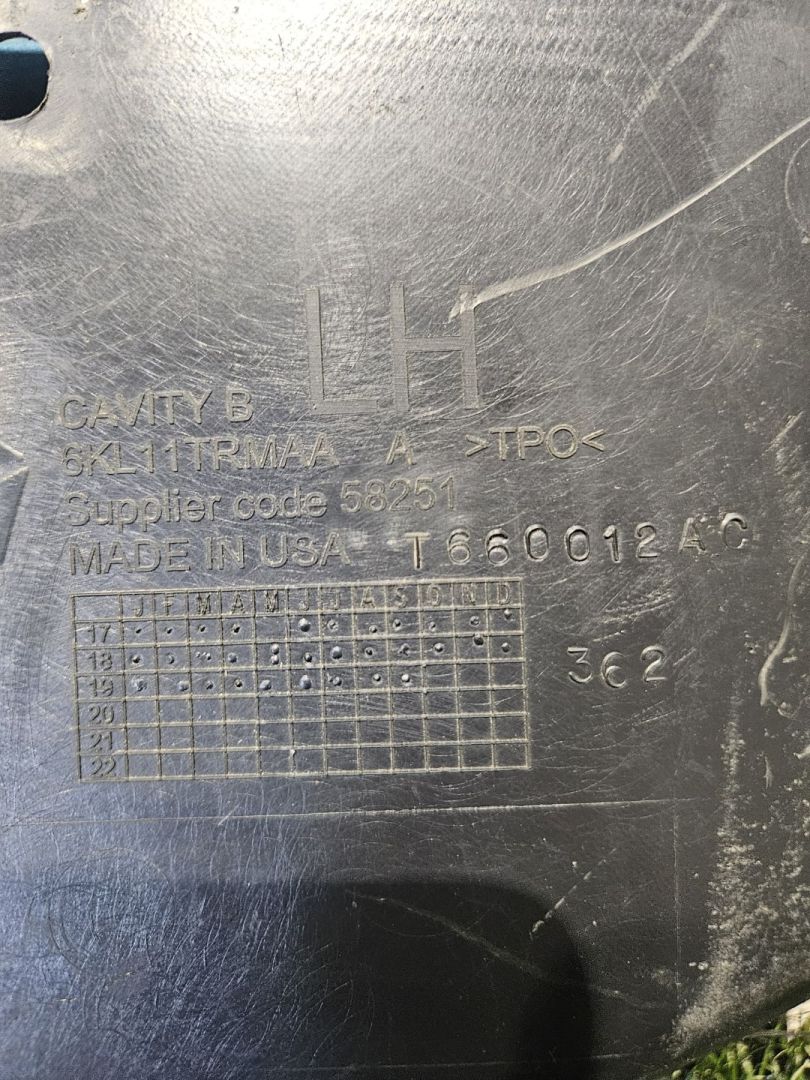 LH
CAVITY B
6KL11TRMAA A >TPO<
Supplier code 58251
MADE IN USA T660012AC
J F M A M J J A S O N D
17
18
362
19
20
21
22